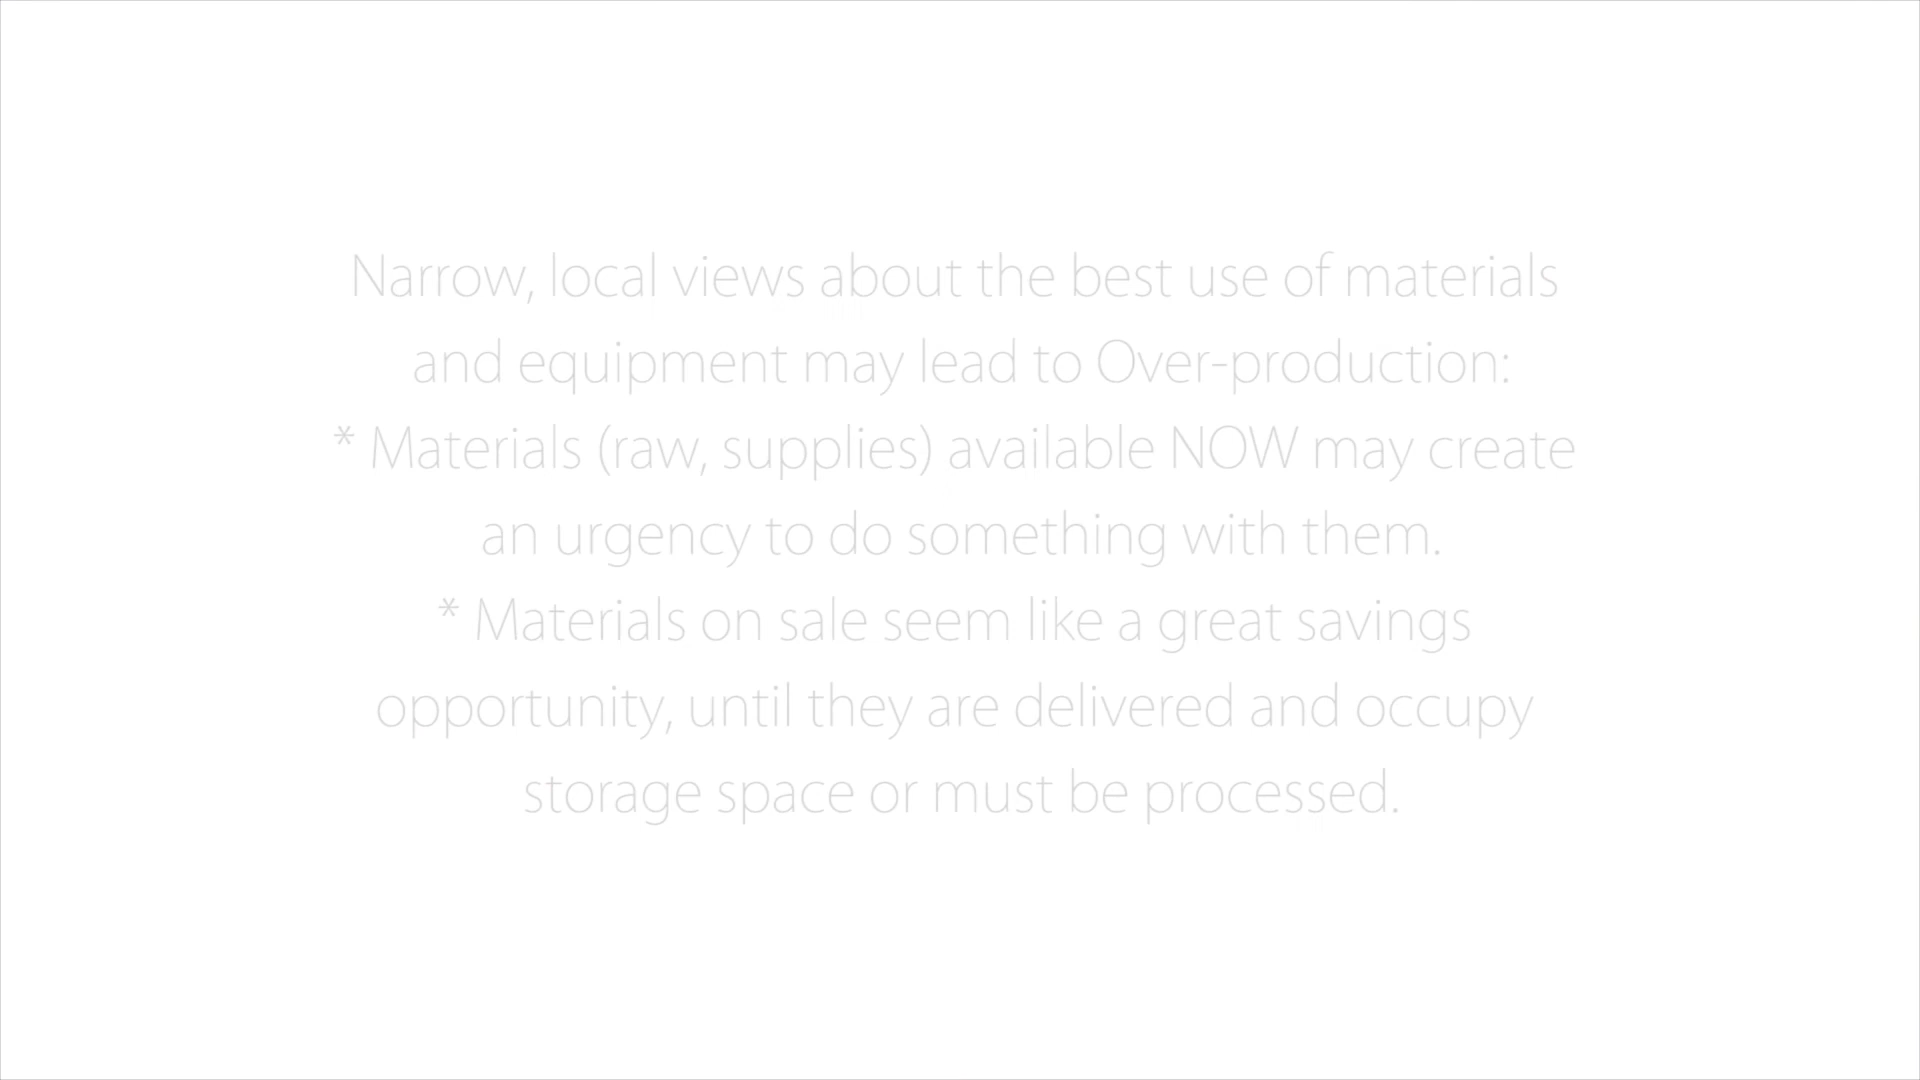 Narrow, local views about the best use of materials
and equipment may lead to Over-production:
* Materials (raw, supplies) available NOW may create
an urgency to do something with them.
* Materials on sale seem like a great savings
opportunity, until they are delivered and occupy
storage space or must be processed.